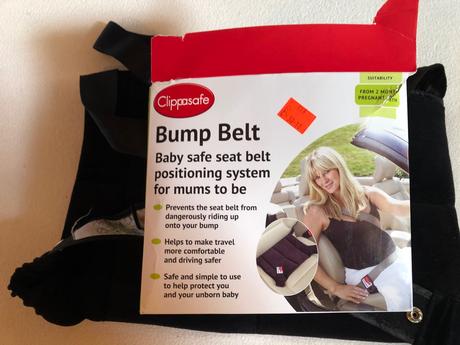 Clippasafe
SUITABILITY
FROM 2 MONT
PREGNANT
TH
Bump Belt
Baby safe seat belt
positioning system
for mums to be
Prevents the seat belt from
dangerously riding up
onto your bump
Helps to make travel
more comfortable
and driving safer
Safe and simple to use
to help protect you
and your unborn baby